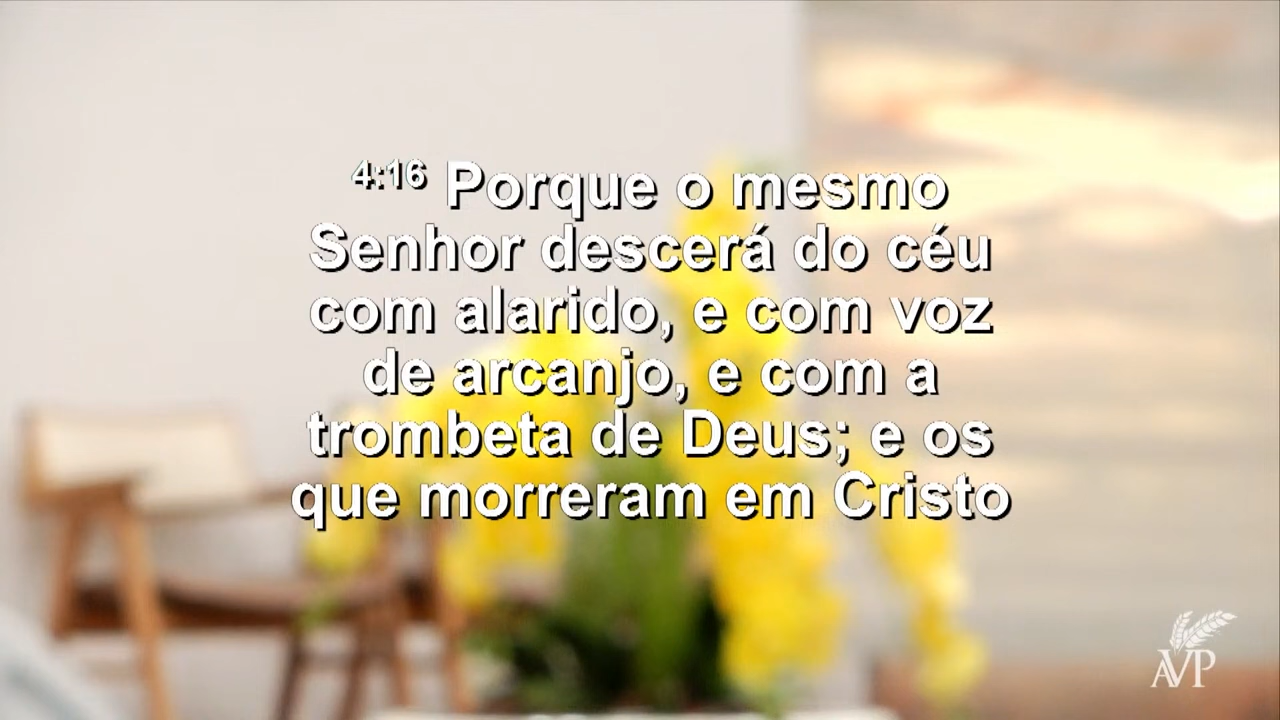 4:16 Porque o mesmo
Senhor descerá do céu
com alarido, e com voz
de arcanjo, e com a
trombeta de Deus; e os
que morreram em Cristo
AVP